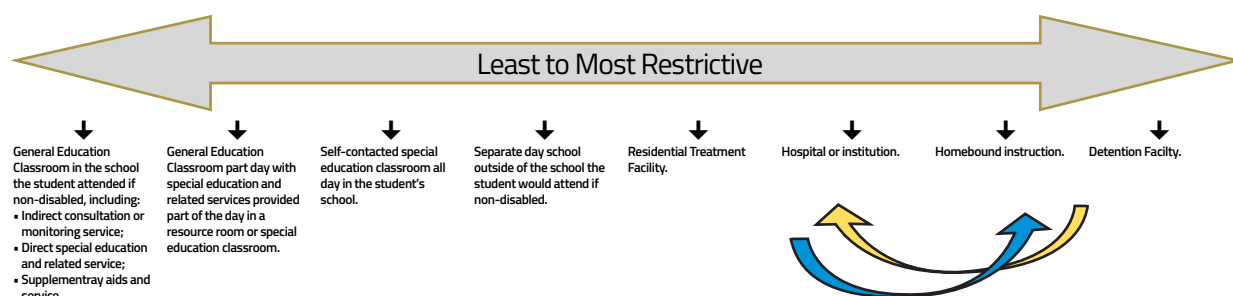 Least to Most Restrictive
General Education
Classroom in the school
the student attended if
non-disabled, including:
• Indirect consultation or
monitoring service;
• Direct special education
and related service;
• Supplementray aids and
service
General Education
Classroom part day with
special education and
related services provided
part of the day in a
resource room or special
education classroom.
Self-contacted special
education classroom all
day in the student's
school.
Separate day school
outside of the school the
student would attend if
non-disabled.
Residential Treatment
Facility.
Hospital or institution.
Homebound instruction.
Detention Facilty.